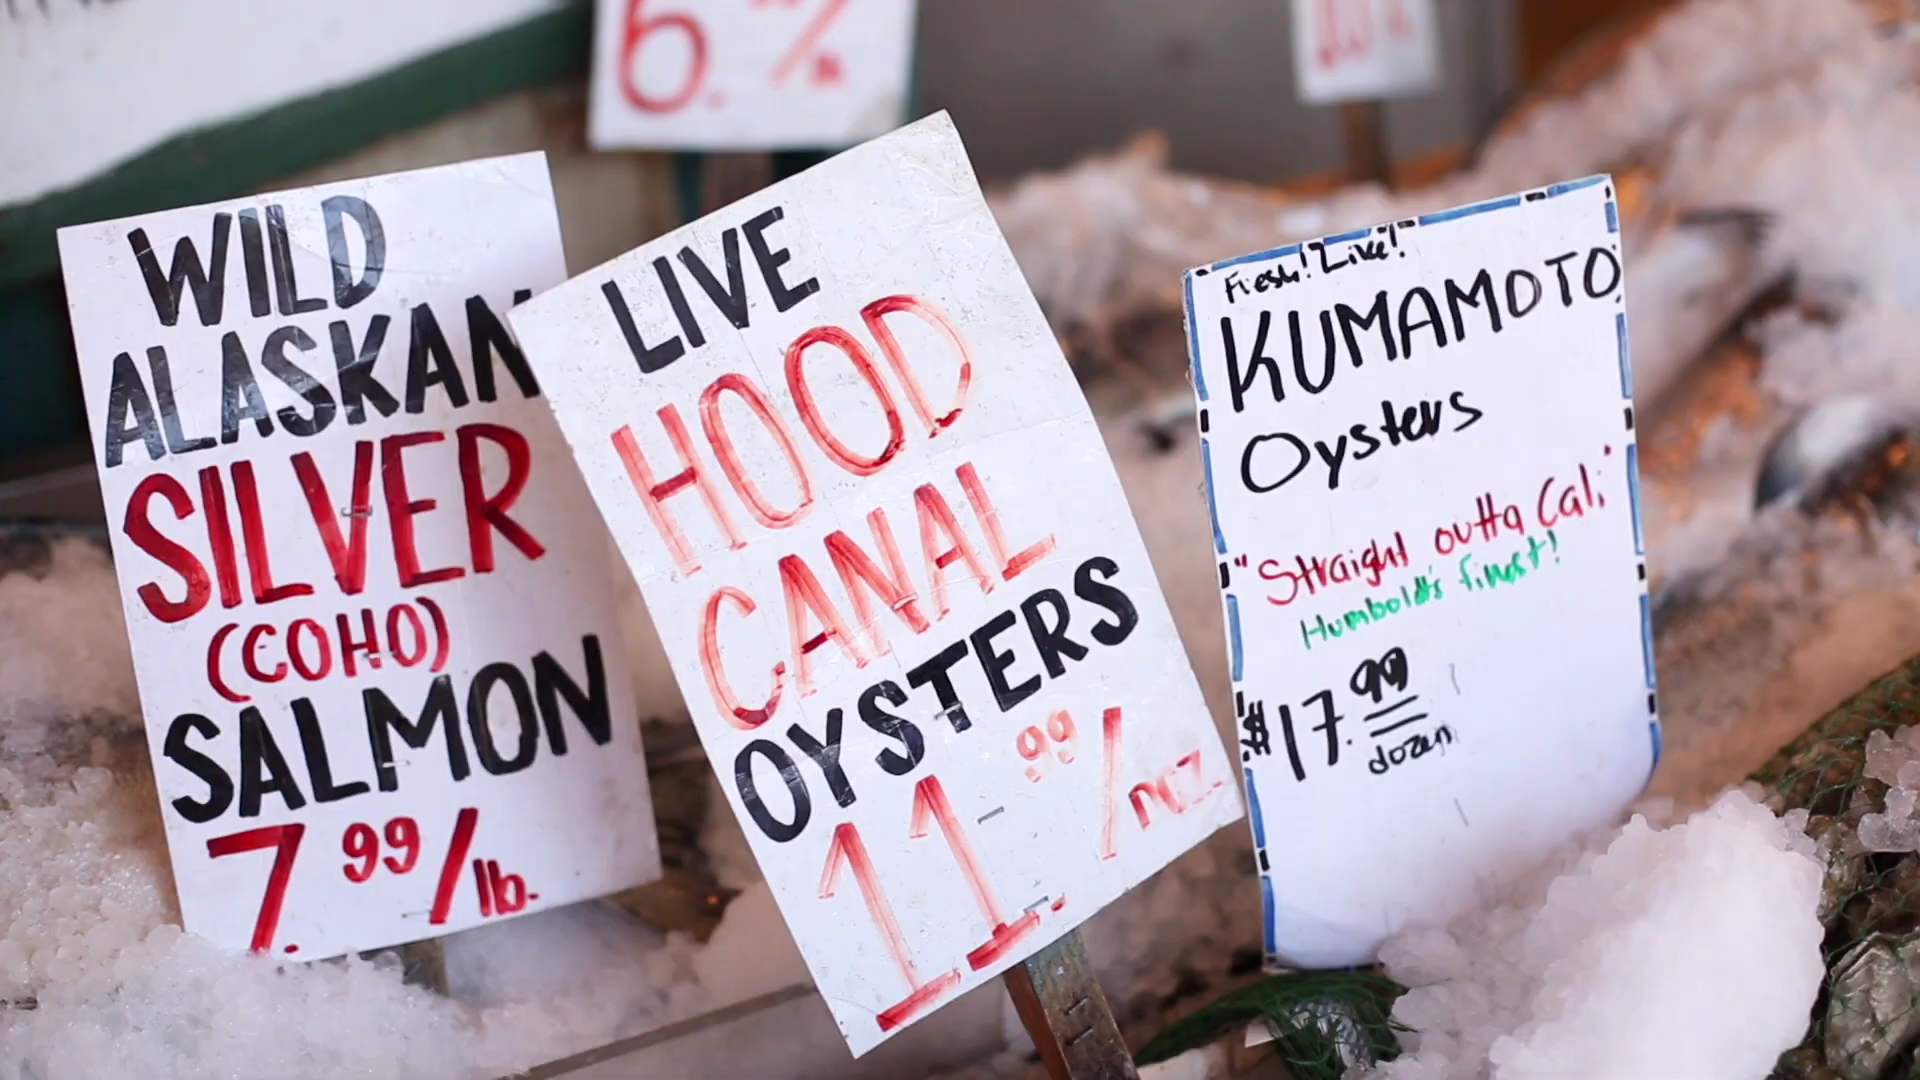 WILD
ALASKAN
SILVER
(COHO)
SALMON
7.99/lb.
LIVE
HOOD
CANAL
OYSTERS
11.99/DOZ.
Fresh! Live!
KUMAMOTO
Oysters
"Straight outta Cali"
Humboldt's finest!
$17.99
dozen
6.